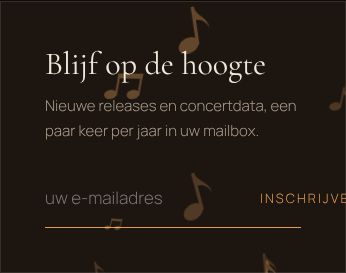 Blijf op de hoogte
Nieuwe releases en concertdata, een
paar keer per jaar in uw mailbox.
uw e-mailadres
INSCHRIJVE